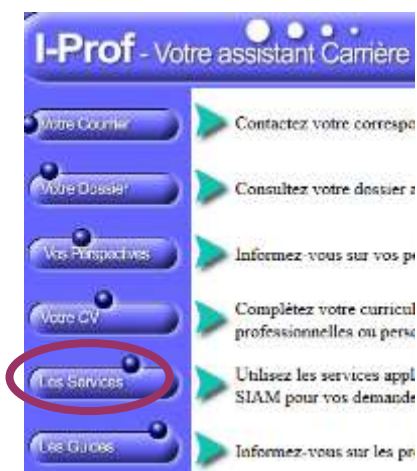 I-Prof - Votre assistant Carrière
Votre Courrier
Contactez votre correspo
Votre Dossier
Consultez votre dossier a
Vos Perspectives
Informez-vous sur vos pe
Votre CV
Complétez votre curricul
professionnelles ou perso
Les Services
Utilisez les services appl
SIAM pour vos demande
Les Guides
Informez-vous sur les pr